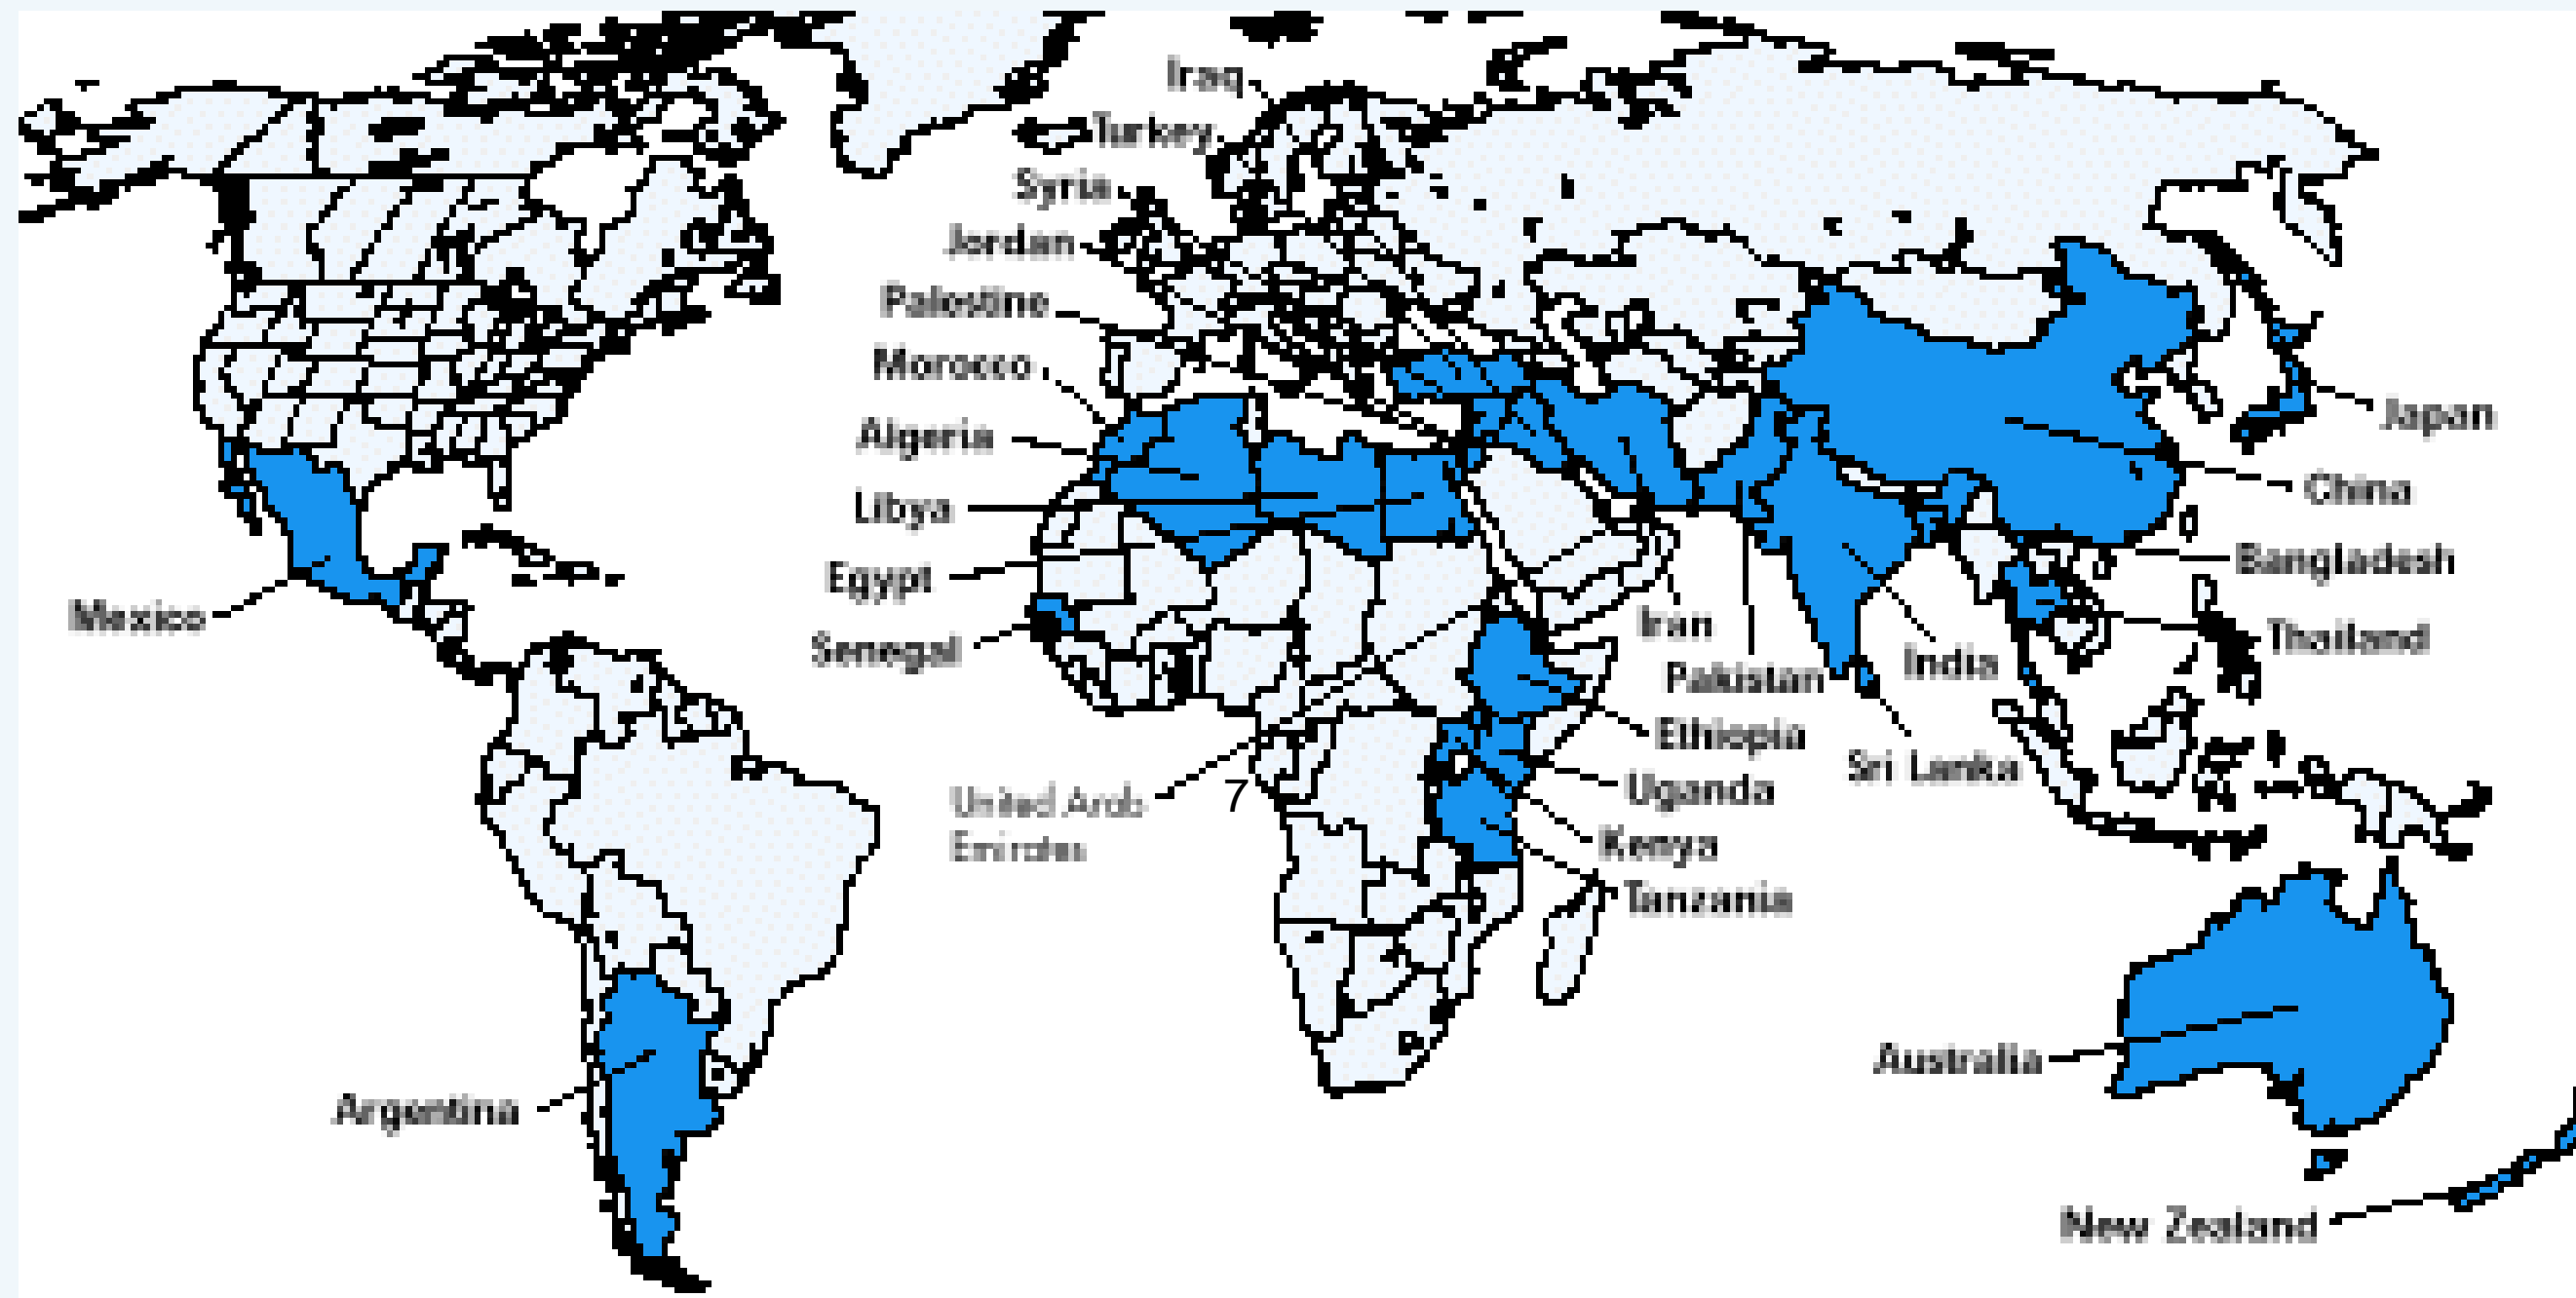 Iraq
Turkey
Syria
Jordan
Palestine
Morocco
Algeria
Libya
Egypt
Senegal
Mexico
Argentina
United Arab
Emirates
7
Iran
Pakistan
India
Sri Lanka
Ethiopia
Uganda
Kenya
Tanzania
Japan
China
Bangladesh
Thailand
Australia
New Zealand